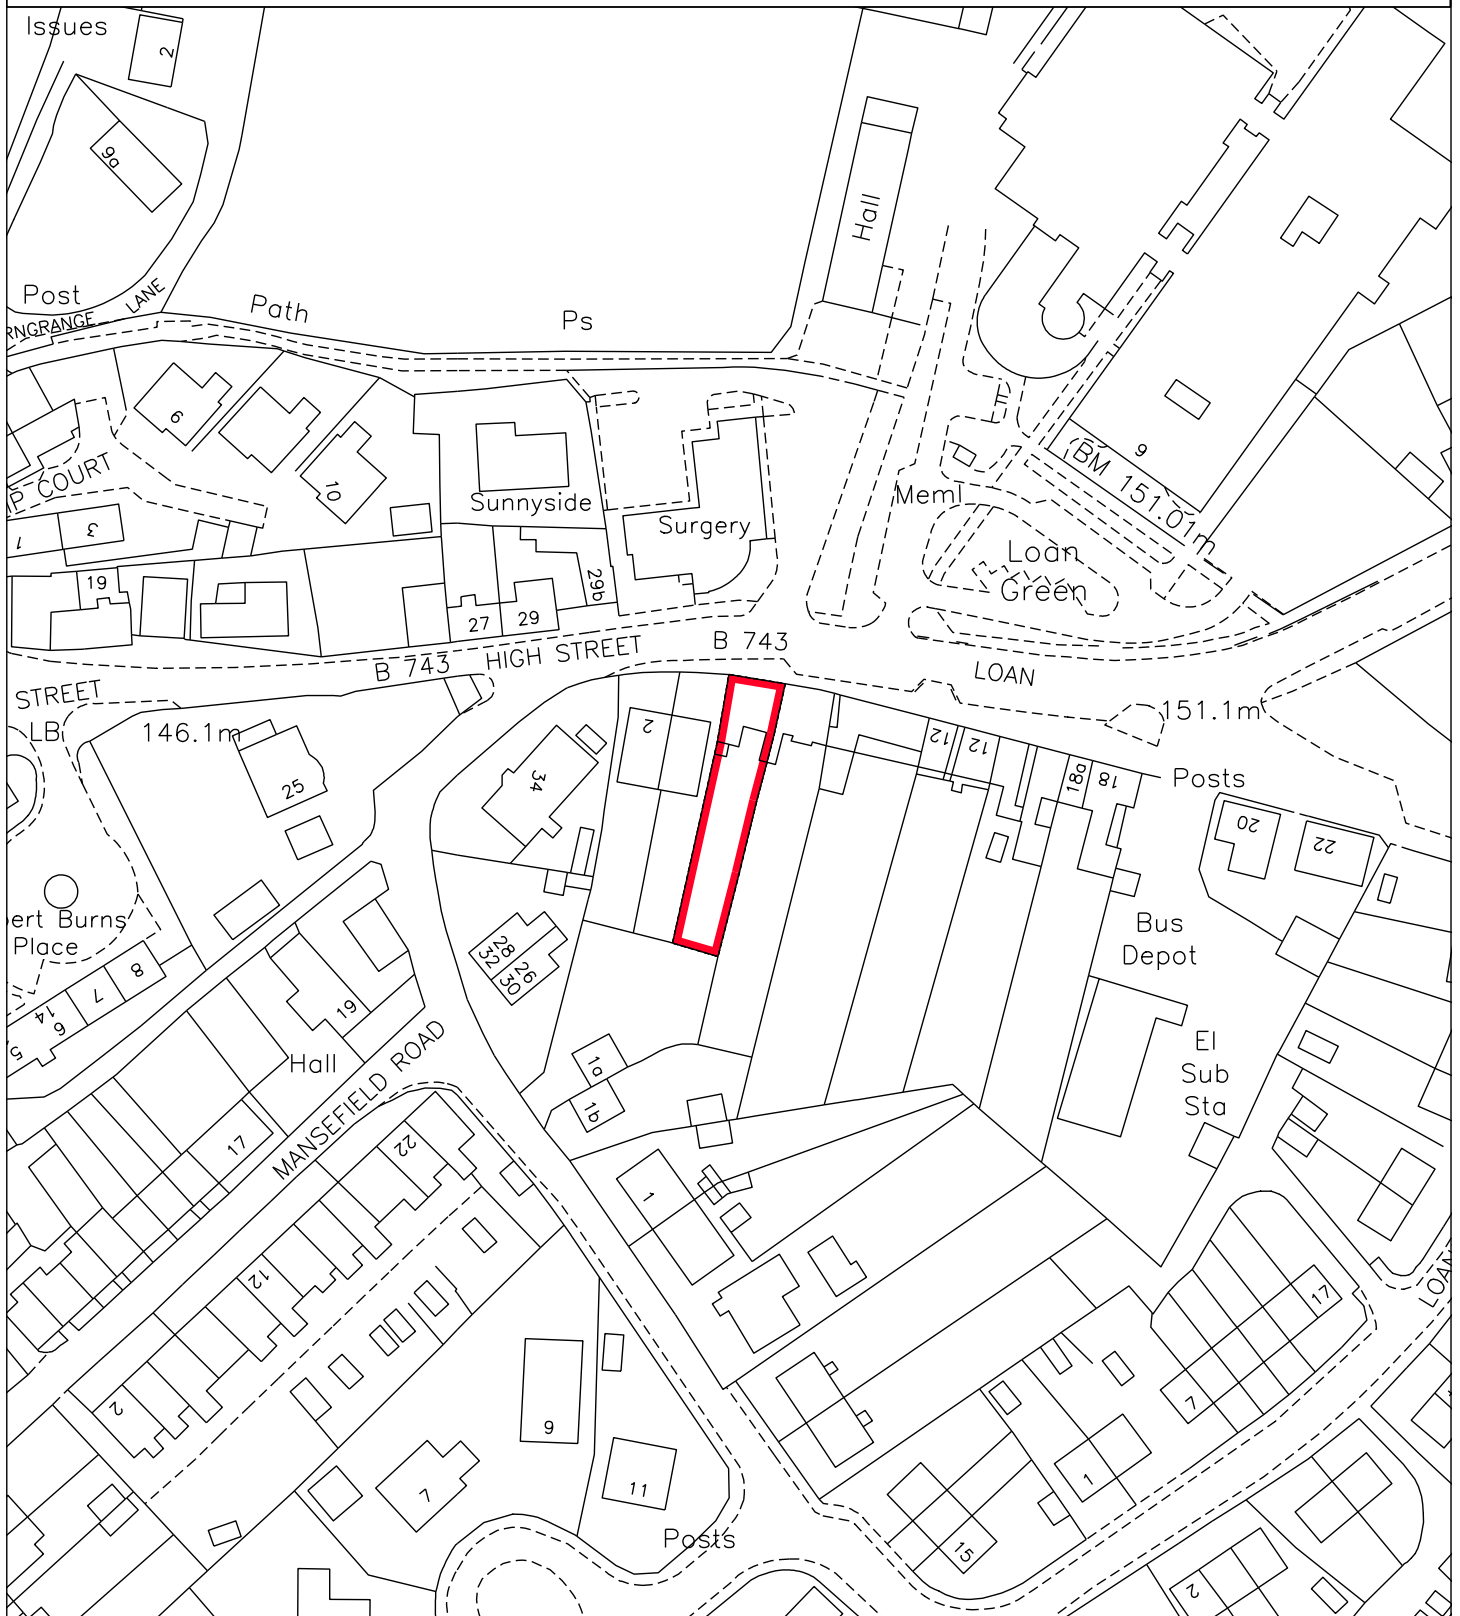 Issues
2
9a
Hall
Post
LANE
RNGRANGE
Path
Ps
6
10
P COURT
3
1
19
Sunnyside
Surgery
Meml
9
BM 151.01m
Loan
Green
29b
27
29
B 743
HIGH STREET
B 743
LOAN
STREET
LB
146.1m
151.1m
25
34
2
12
12
18a
18
Posts
20
22
ert Burns
Place
8
7
14
6
5
28
32
26
30
Bus
Depot
19
Hall
MANSEFIELD ROAD
17
1a
1b
El
Sub
Sta
22
12
2
1
17
LOAN
7
1
9
11
7
Posts
15
2